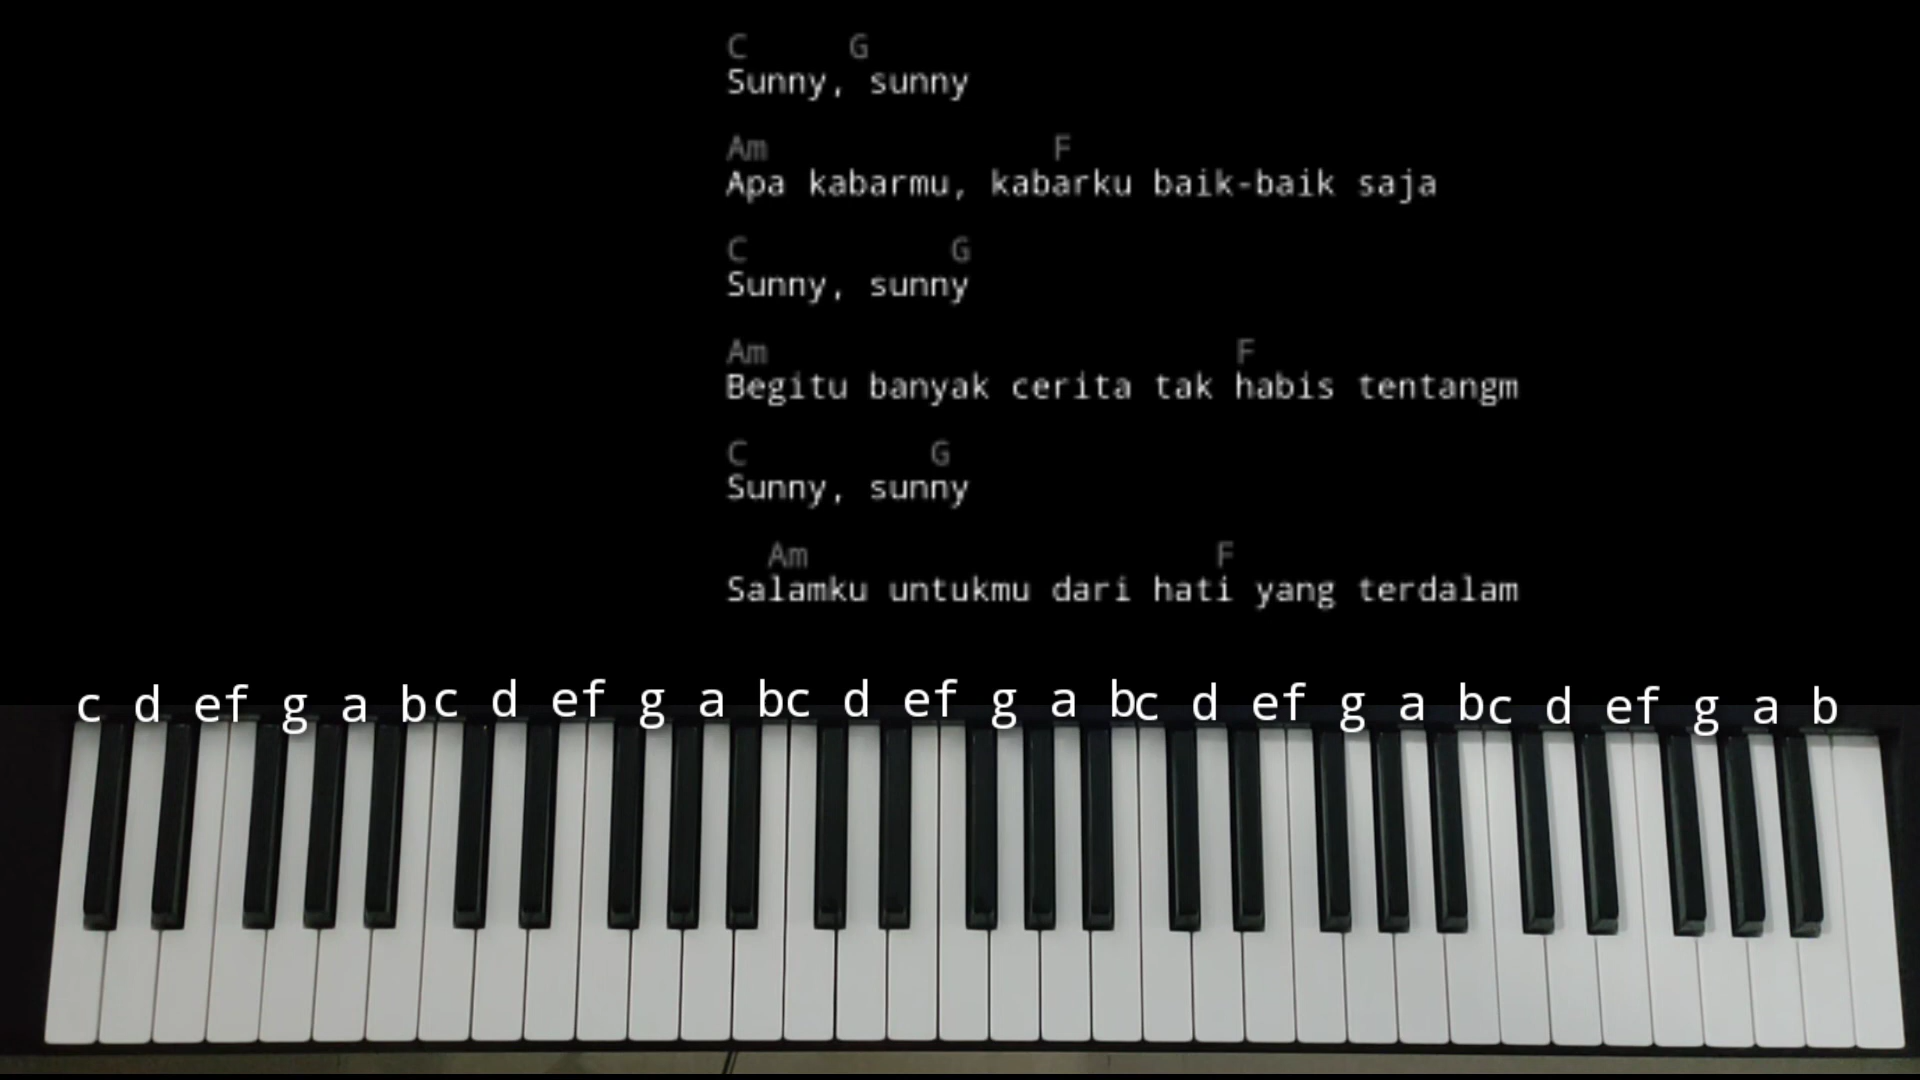 C G
Sunny, sunny
Am F
Apa kabarmu, kabarku baik-baik saja
C G
Sunny, sunny
Am F
Begitu banyak cerita tak habis tentangm
C G
Sunny, sunny
Am F
Salamku untukmu dari hati yang terdalam
c d ef g a bc d ef g a bc d ef g a bc d ef g a bc d ef g a b